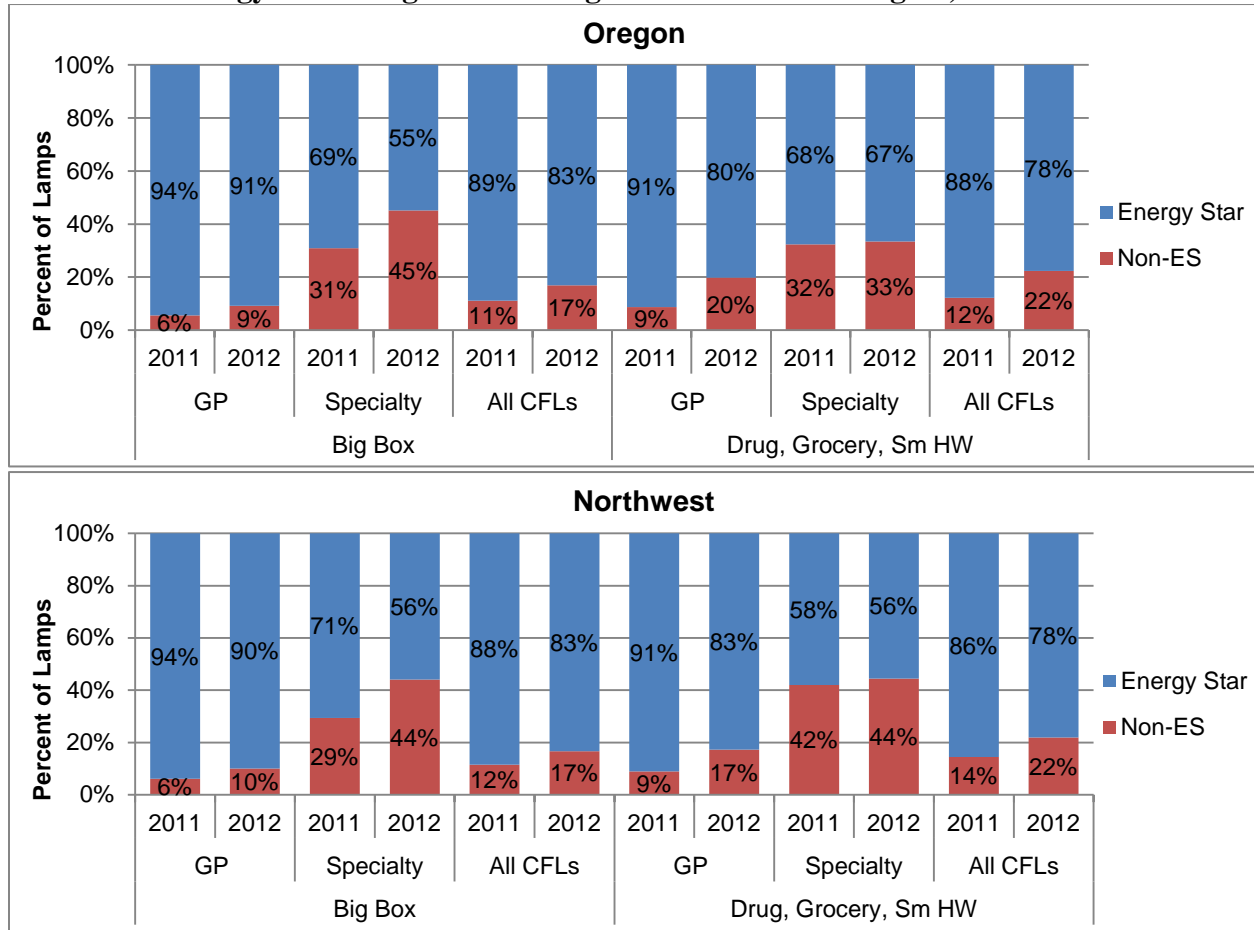 Oregon
100%
80%
60%
40%
20%
0%
Percent of Lamps
94% 91% 69% 55% 89% 83% 91% 80% 68% 67% 88% 78%
6% 9% 31% 45% 11% 17% 9% 20% 32% 33% 12% 22%
2011 2012 2011 2012 2011 2012 2011 2012 2011 2012 2011 2012
GP Specialty All CFLs GP Specialty All CFLs
Big Box Drug, Grocery, Sm HW
Energy Star
Non-ES
Northwest
100%
80%
60%
40%
20%
0%
Percent of Lamps
94% 90% 71% 56% 88% 83% 91% 83% 58% 56% 86% 78%
6% 10% 29% 44% 12% 17% 9% 17% 42% 44% 14% 22%
2011 2012 2011 2012 2011 2012 2011 2012 2011 2012 2011 2012
GP Specialty All CFLs GP Specialty All CFLs
Big Box Drug, Grocery, Sm HW
Energy Star
Non-ES